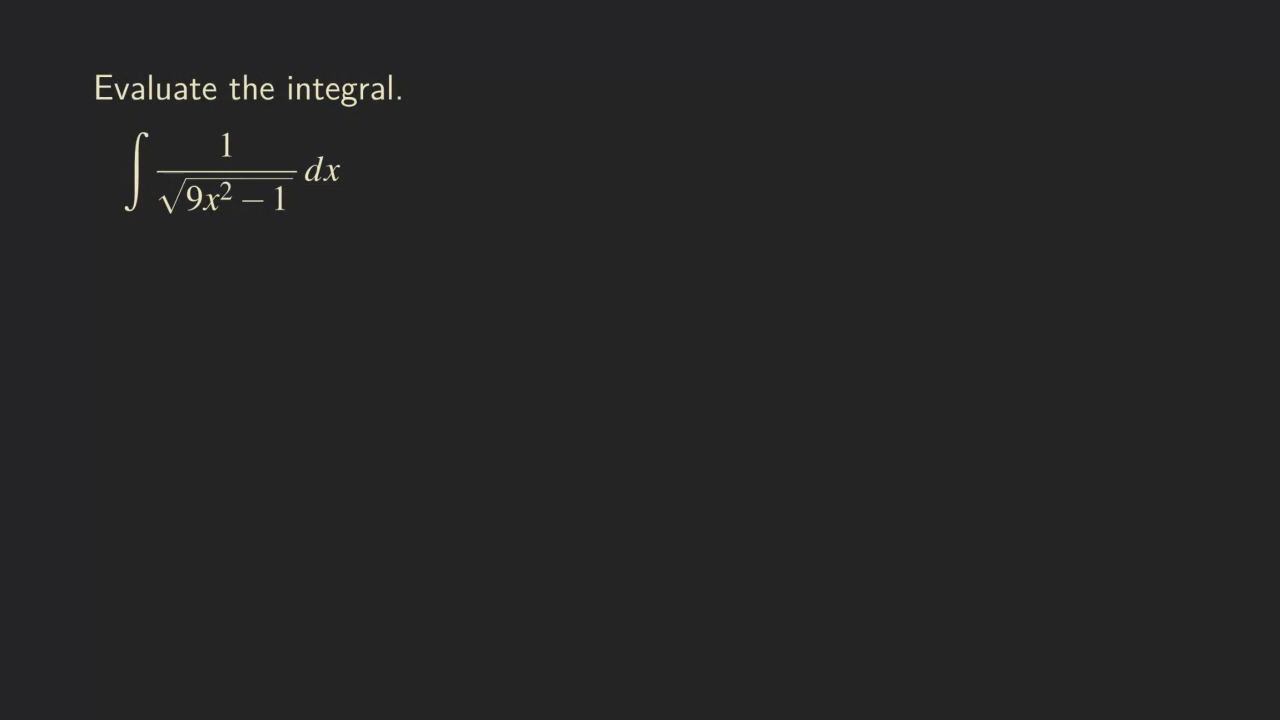 Evaluate the integral.
∫ 1/√(9x² − 1) dx